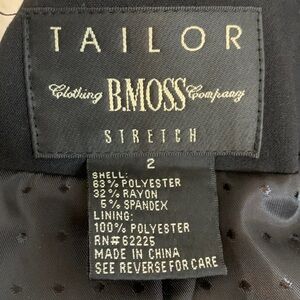 TAILOR
Clothing B.MOSS Company
STRETCH
2
SHELL:
63% POLYESTER
32% RAYON
5% SPANDEX
LINING:
100% POLYESTER
RN#62225
MADE IN CHINA
SEE REVERSE FOR CARE